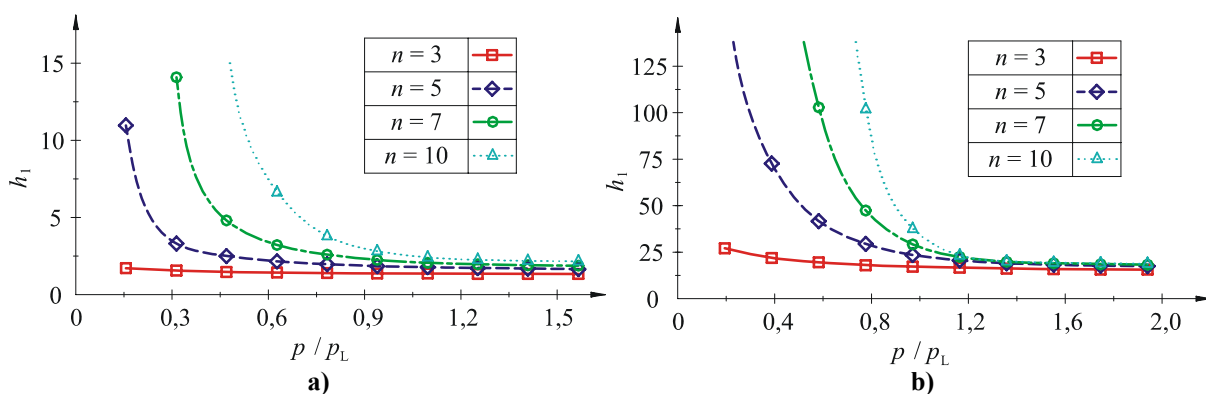 15
10
5
0
h₁
0
0,3
0,6
0,9
1,2
1,5
p / p_L
n = 3
n = 5
n = 7
n = 10
a)
125
100
75
50
25
0
h₁
0
0,4
0,8
1,2
1,6
2,0
p / p_L
n = 3
n = 5
n = 7
n = 10
b)